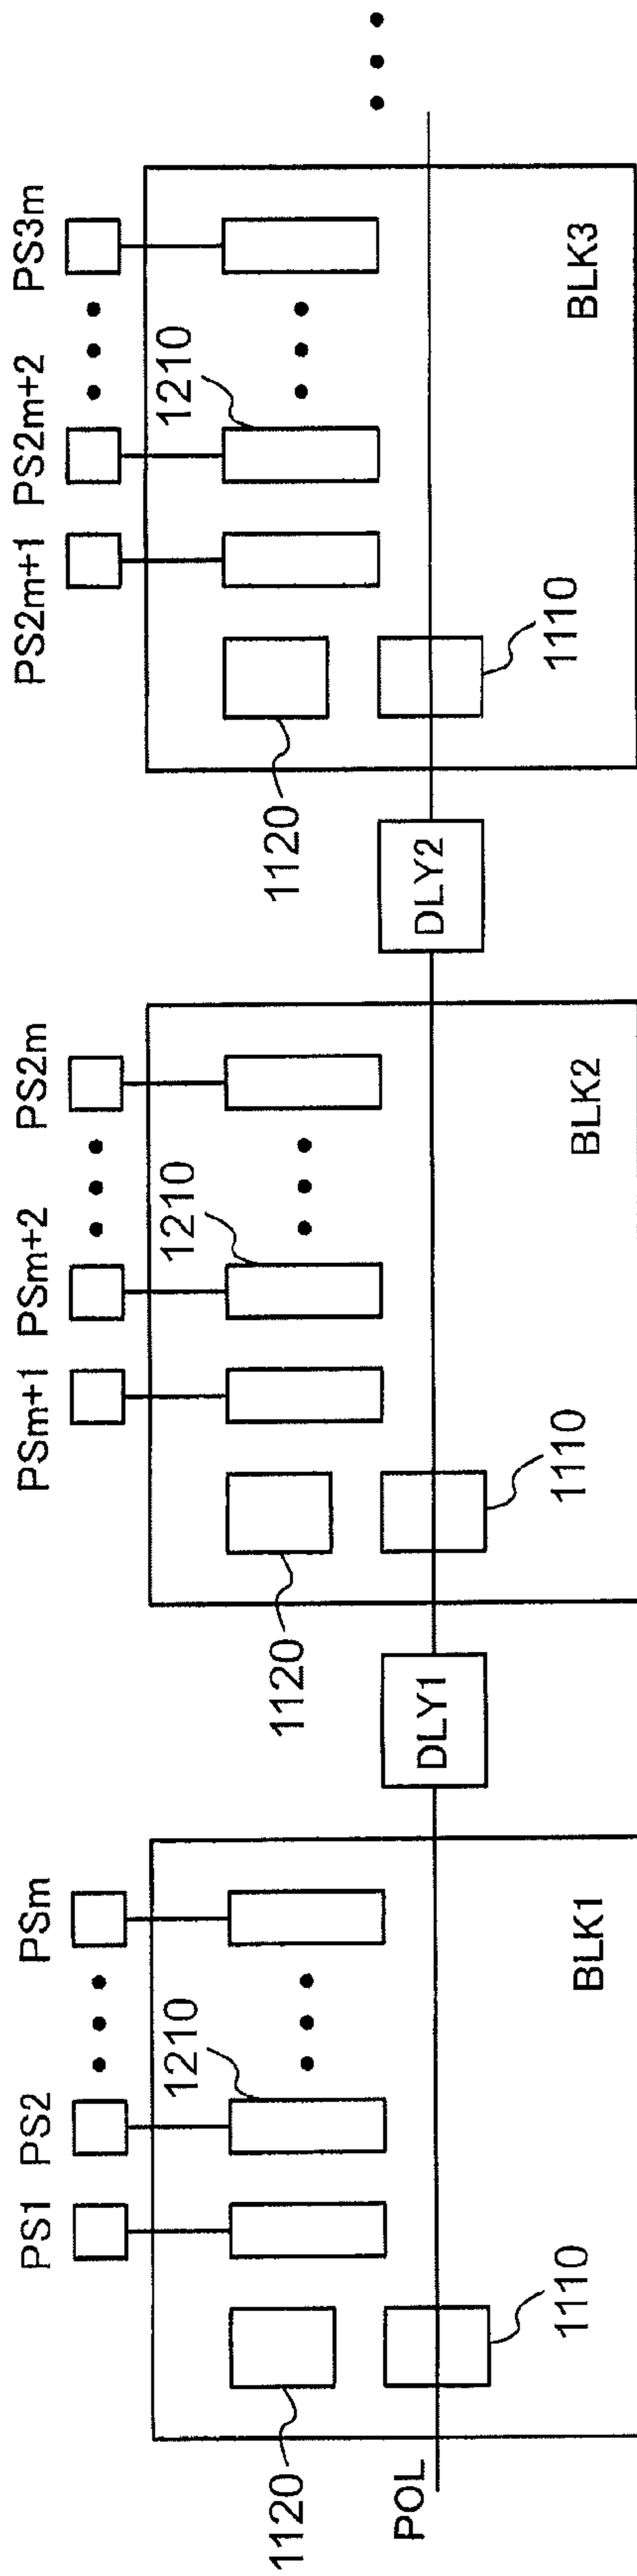 PS1 PS2 PSm PSm+1 PSm+2 PS2m PS2m+1 PS2m+2 PS3m
1210 1210 1210
1120 1120 1120
POL DLY1 DLY2
1110 1110 1110
BLK1 BLK2 BLK3